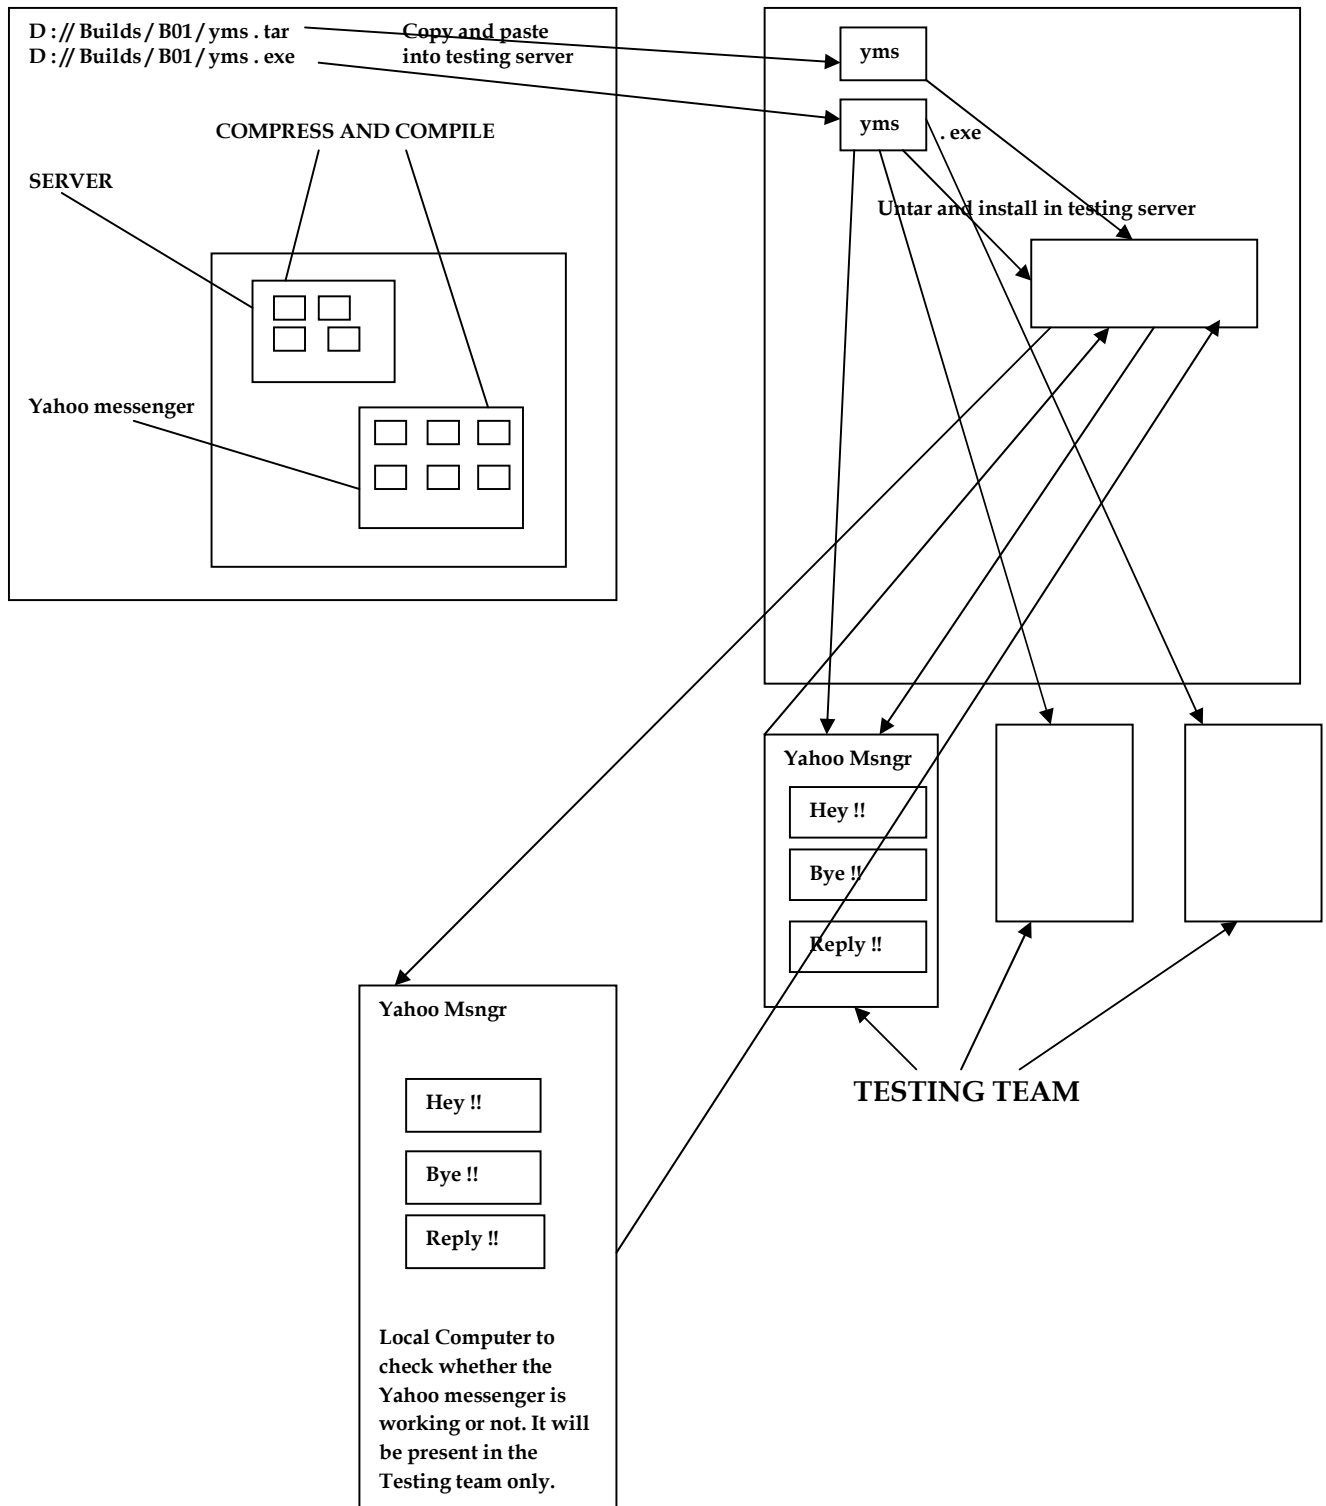 D : // Builds / B01 / yms . tar
D : // Builds / B01 / yms . exe
Copy and paste
into testing server
COMPRESS AND COMPILE
SERVER
Yahoo messenger
yms
yms
. exe
Untar and install in testing server
Yahoo Msngr
Hey !!
Bye !!
Reply !!
TESTING TEAM
Yahoo Msngr
Hey !!
Bye !!
Reply !!
Local Computer to
check whether the
Yahoo messenger is
working or not. It will
be present in the
Testing team only.